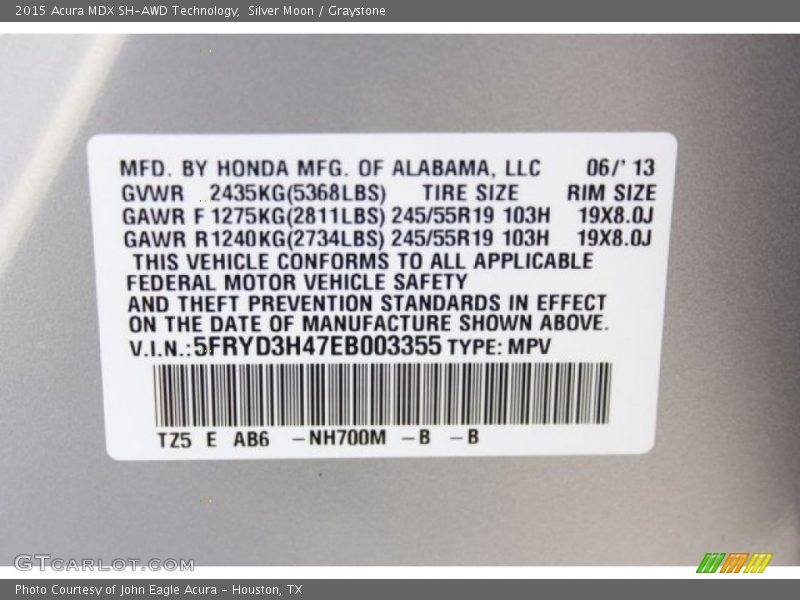 2015 Acura MDX SH-AWD Technology,  Silver Moon / Graystone
MFD. BY HONDA MFG. OF ALABAMA, LLC 06/' 13
GVWR 2435KG(5368LBS) TIRE SIZE RIM SIZE
GAWR F 1275KG(2811LBS) 245/55R19 103H 19X8.0J
GAWR R 1240KG(2734LBS) 245/55R19 103H 19X8.0J
THIS VEHICLE CONFORMS TO ALL APPLICABLE
FEDERAL MOTOR VEHICLE SAFETY
AND THEFT PREVENTION STANDARDS IN EFFECT
ON THE DATE OF MANUFACTURE SHOWN ABOVE.
V.I.N.:5FRYD3H47EB003355 TYPE: MPV
TZ5 E AB6 -NH700M -B -B
GTCARLOT.COM
Photo Courtesy of John Eagle Acura - Houston, TX